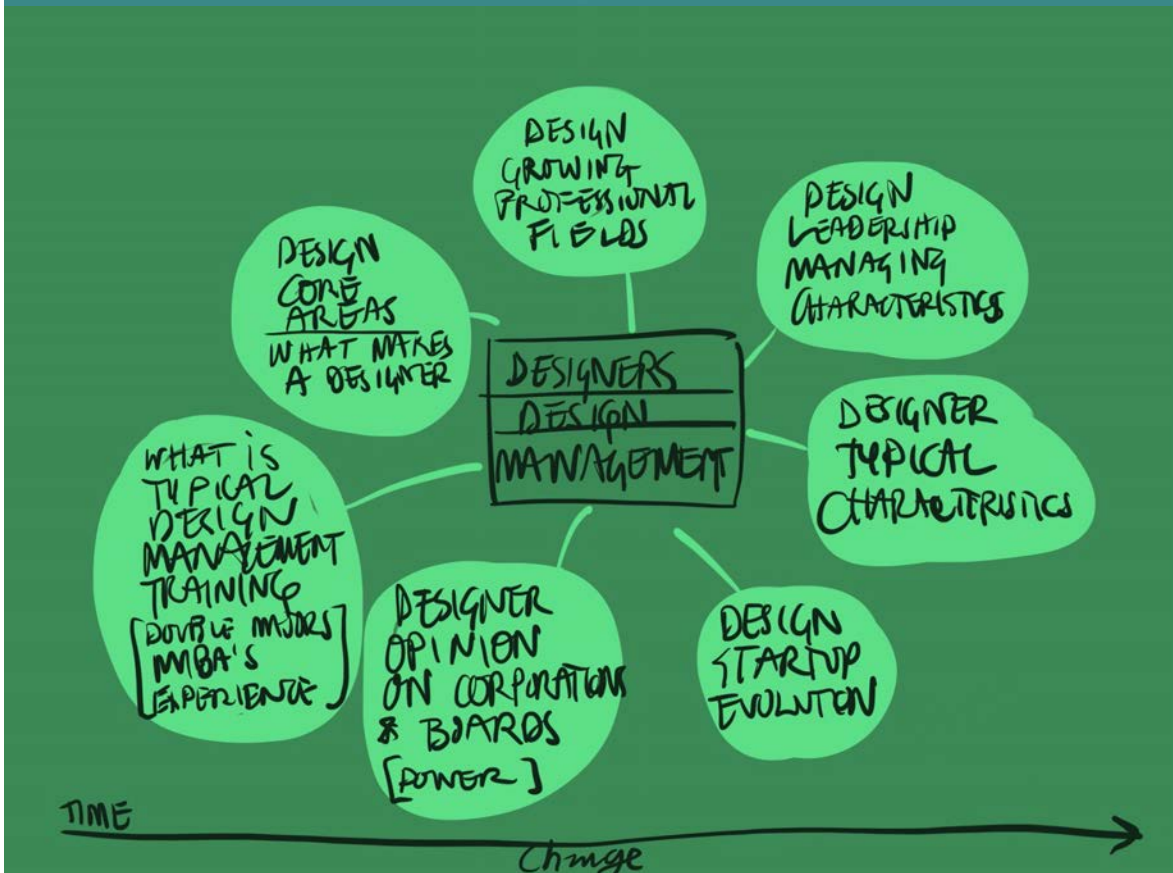 DESIGN
GROWING
PROFESSIONAL
FIELDS
DESIGN
LEADERSHIP
MANAGING
CHARACTERISTICS
DESIGN
CORE
AREAS
WHAT MAKES
A DESIGNER
DESIGNERS
DESIGN
MANAGEMENT
DESIGNER
TYPICAL
CHARACTERISTICS
WHAT iS
TYPICAL
DESIGN
MANAGEMENT
TRAINING
[DOUBLE MAJORS
MBA'S
EXPERIENCE]
DESIGNER
OPINION
ON CORPORATIONS
& BOARDS
[POWER]
DESIGN
STARTUP
EVOLUTION
TIME
Change